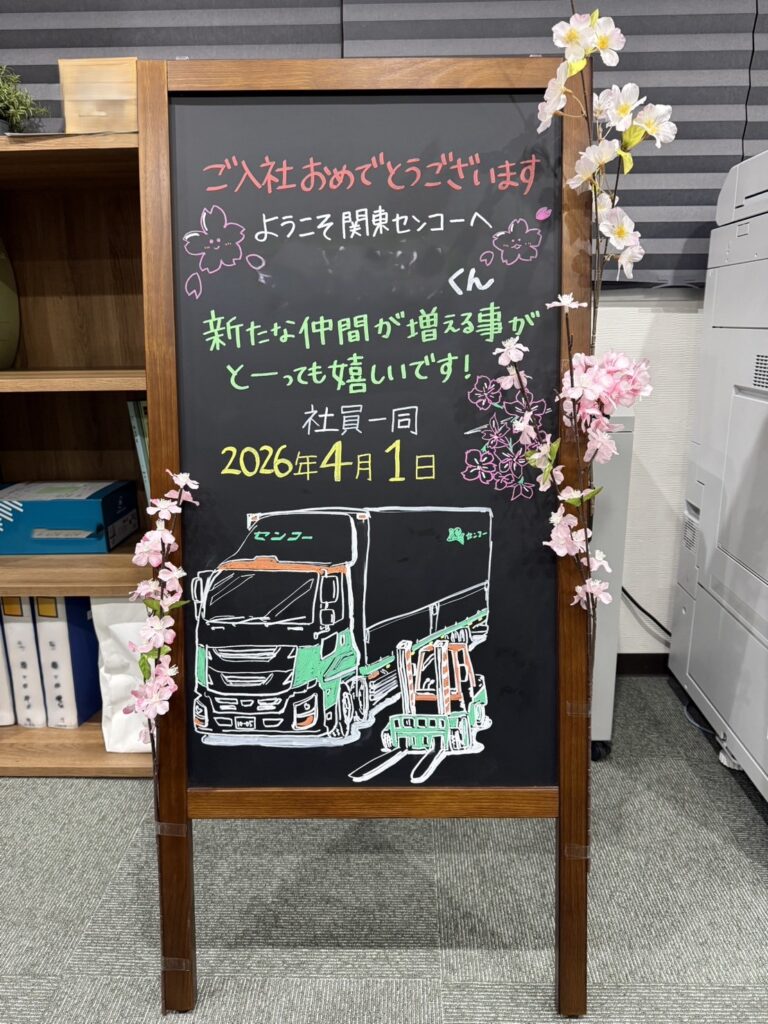 ご入社おめでとうございます
ようこそ関東センコーへ
くん
新たな仲間が増える事が
とーっても嬉しいです!
社員一同
2026年4月1日
センコー
センコー